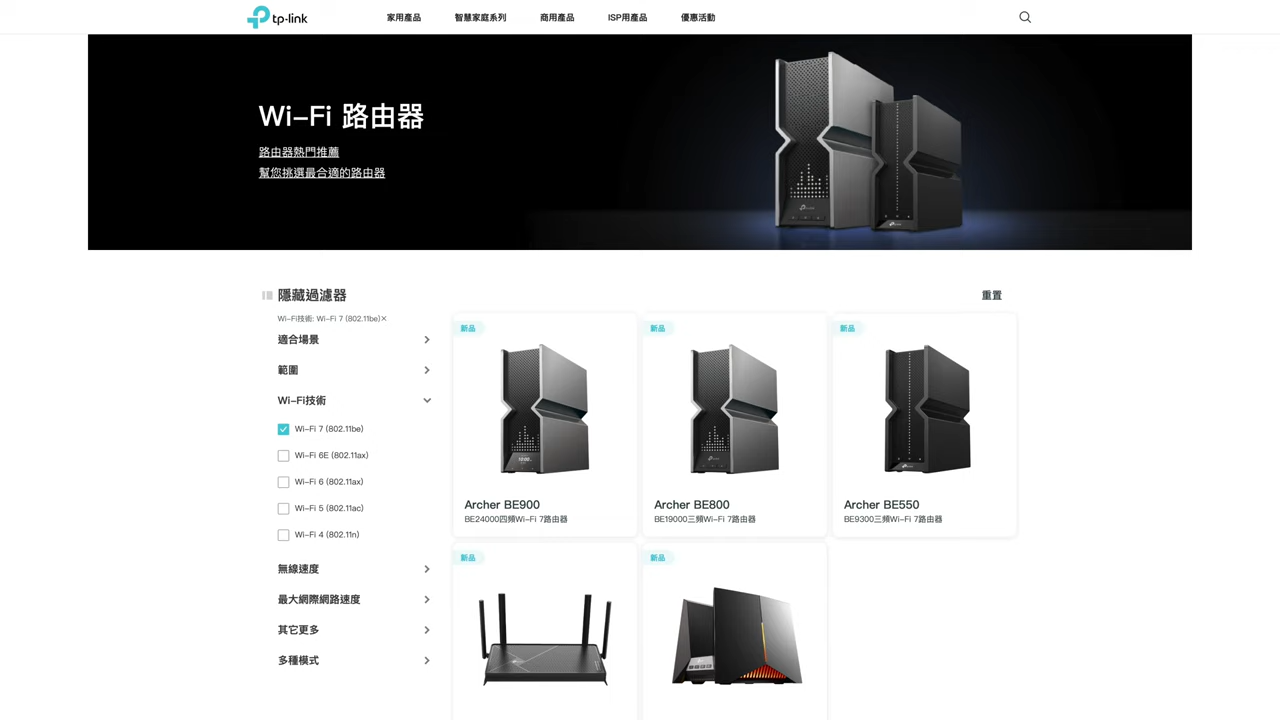 tp-link
家用產品
智慧家庭系列
商用產品
ISP用產品
優惠活動
Wi-Fi 路由器
路由器熱門推薦
幫您挑選最合適的路由器
隱藏過濾器
重置
Wi-Fi技術: Wi-Fi 7 (802.11be)×
適合場景
範圍
Wi-Fi技術
Wi-Fi 7 (802.11be)
Wi-Fi 6E (802.11ax)
Wi-Fi 6 (802.11ax)
Wi-Fi 5 (802.11ac)
Wi-Fi 4 (802.11n)
無線速度
最大網際網路速度
其它更多
多種模式
新品
Archer BE900
BE24000四頻Wi-Fi 7路由器
新品
Archer BE800
BE19000三頻Wi-Fi 7路由器
新品
Archer BE550
BE9300三頻Wi-Fi 7路由器
新品
新品